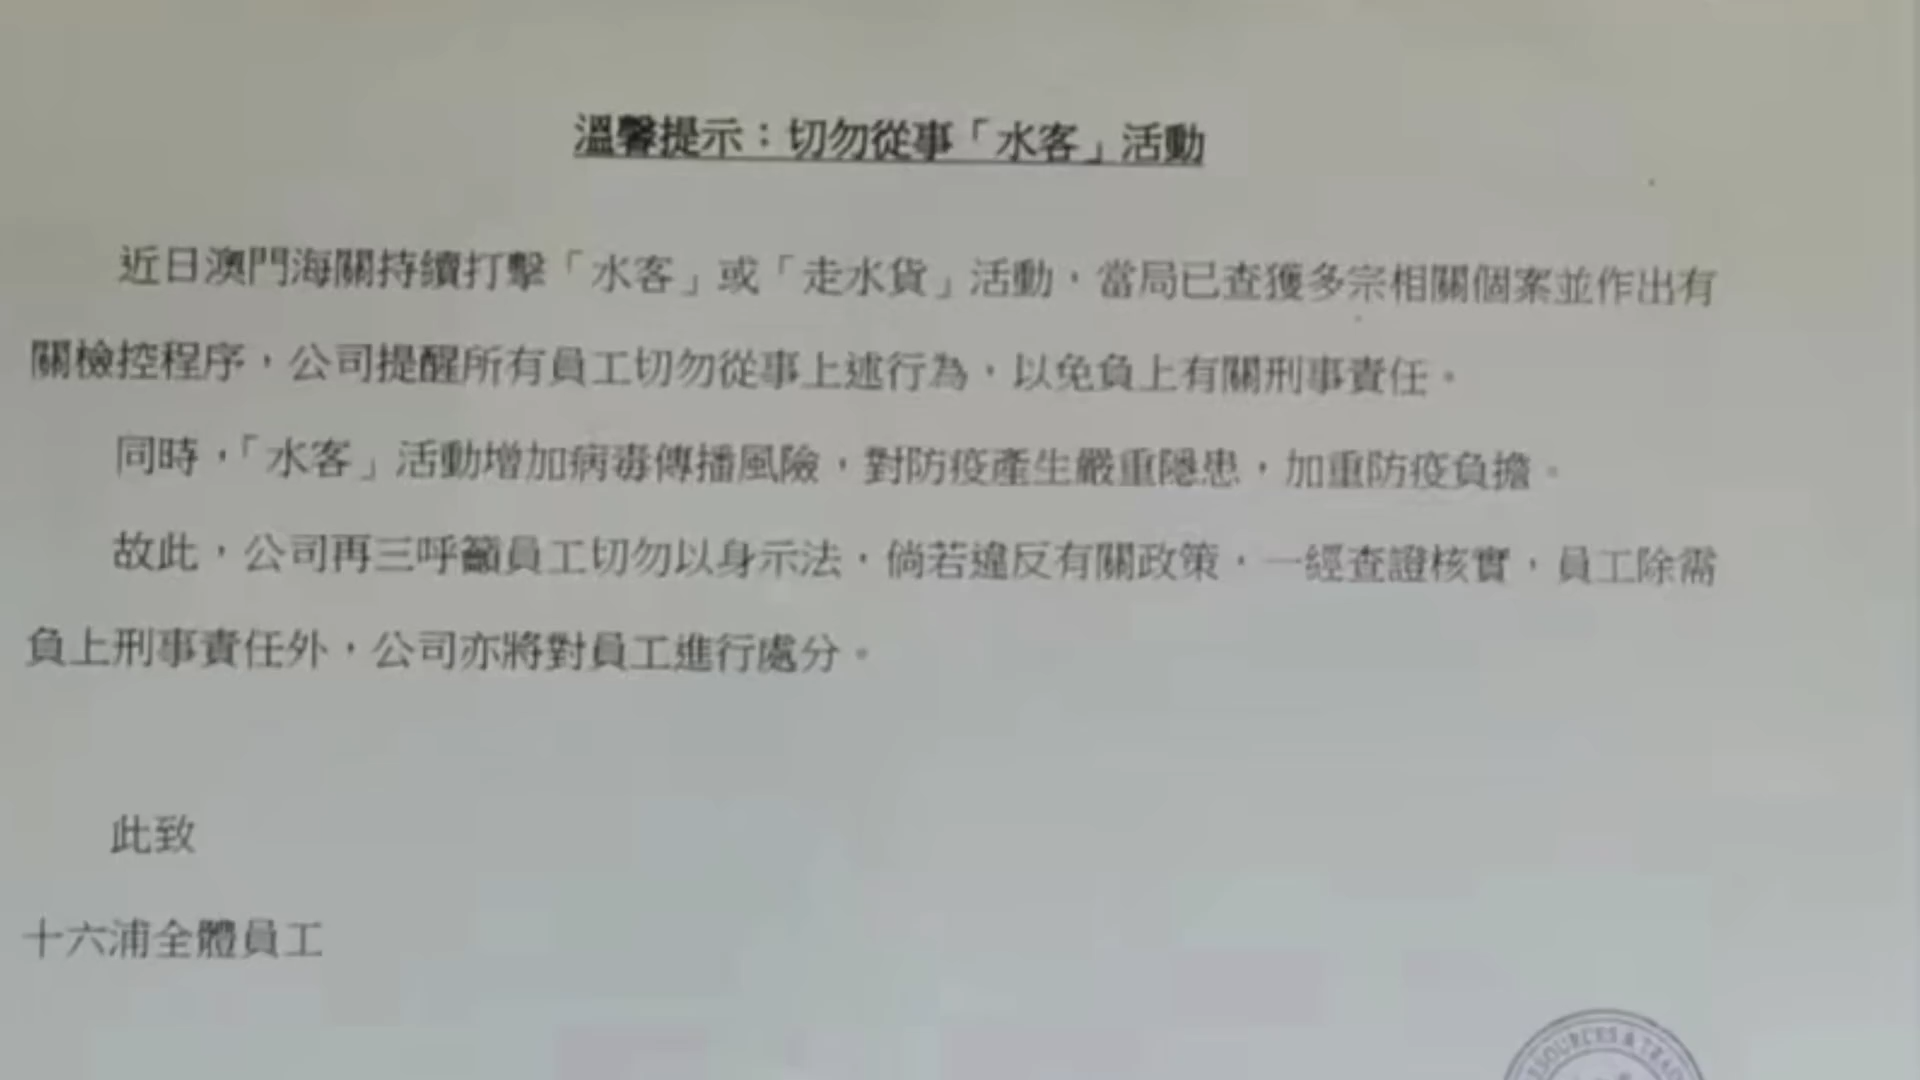 溫馨提示：切勿從事「水客」活動
近日澳門海關持續打擊「水客」或「走水貨」活動，當局已查獲多宗相關個案並作出有
關檢控程序，公司提醒所有員工切勿從事上述行為，以免負上有關刑事責任。
同時，「水客」活動增加病毒傳播風險，對防疫產生嚴重隱患，加重防疫負擔。
故此，公司再三呼籲員工切勿以身示法，倘若違反有關政策，一經查證核實，員工除需
負上刑事責任外，公司亦將對員工進行處分。
此致
十六浦全體員工